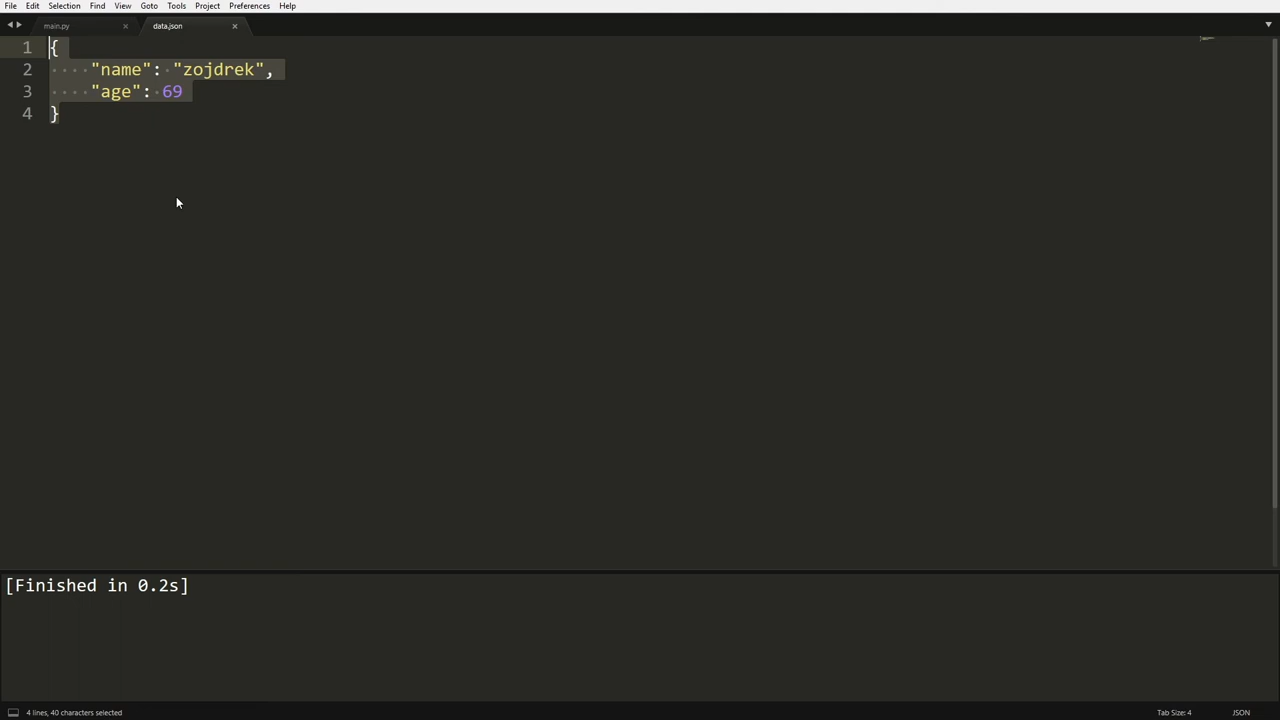 File Edit Selection Find View Goto Tools Project Preferences Help
main.py × data.json ×
1 {
2 "name": "zojdrek",
3 "age": 69
4 }
[Finished in 0.2s]
4 lines, 40 characters selected Tab Size: 4 JSON